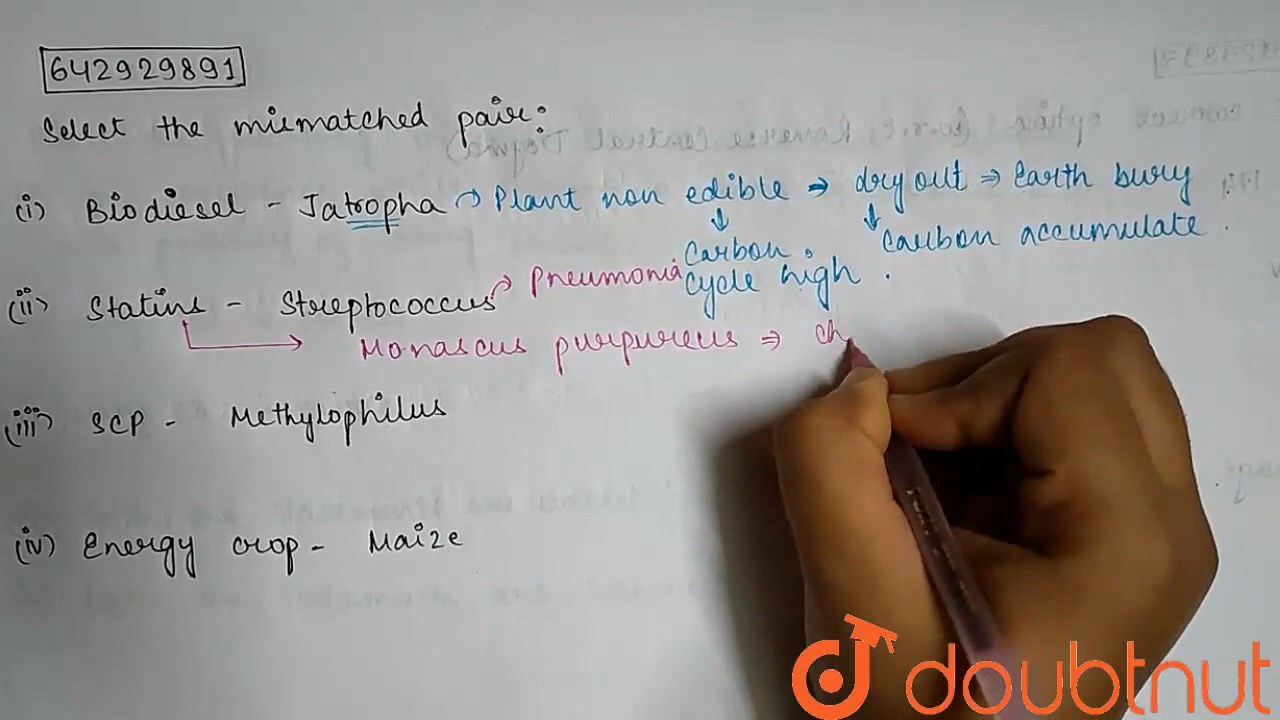 642929891
Select the mismatched pair:
(i) Biodiesel - Jatropha → Plant non edible ⇒ dry out ⇒ Earth bury
↓ Carbon cycle high .
↓ Carbon accumulate .
(ii) Statins - Streptococcus → Pneumonia
Monascus purpureus ⇒ ch
(iii) SCP - Methylophilus
(iv) Energy crop - Maize
doubtnut